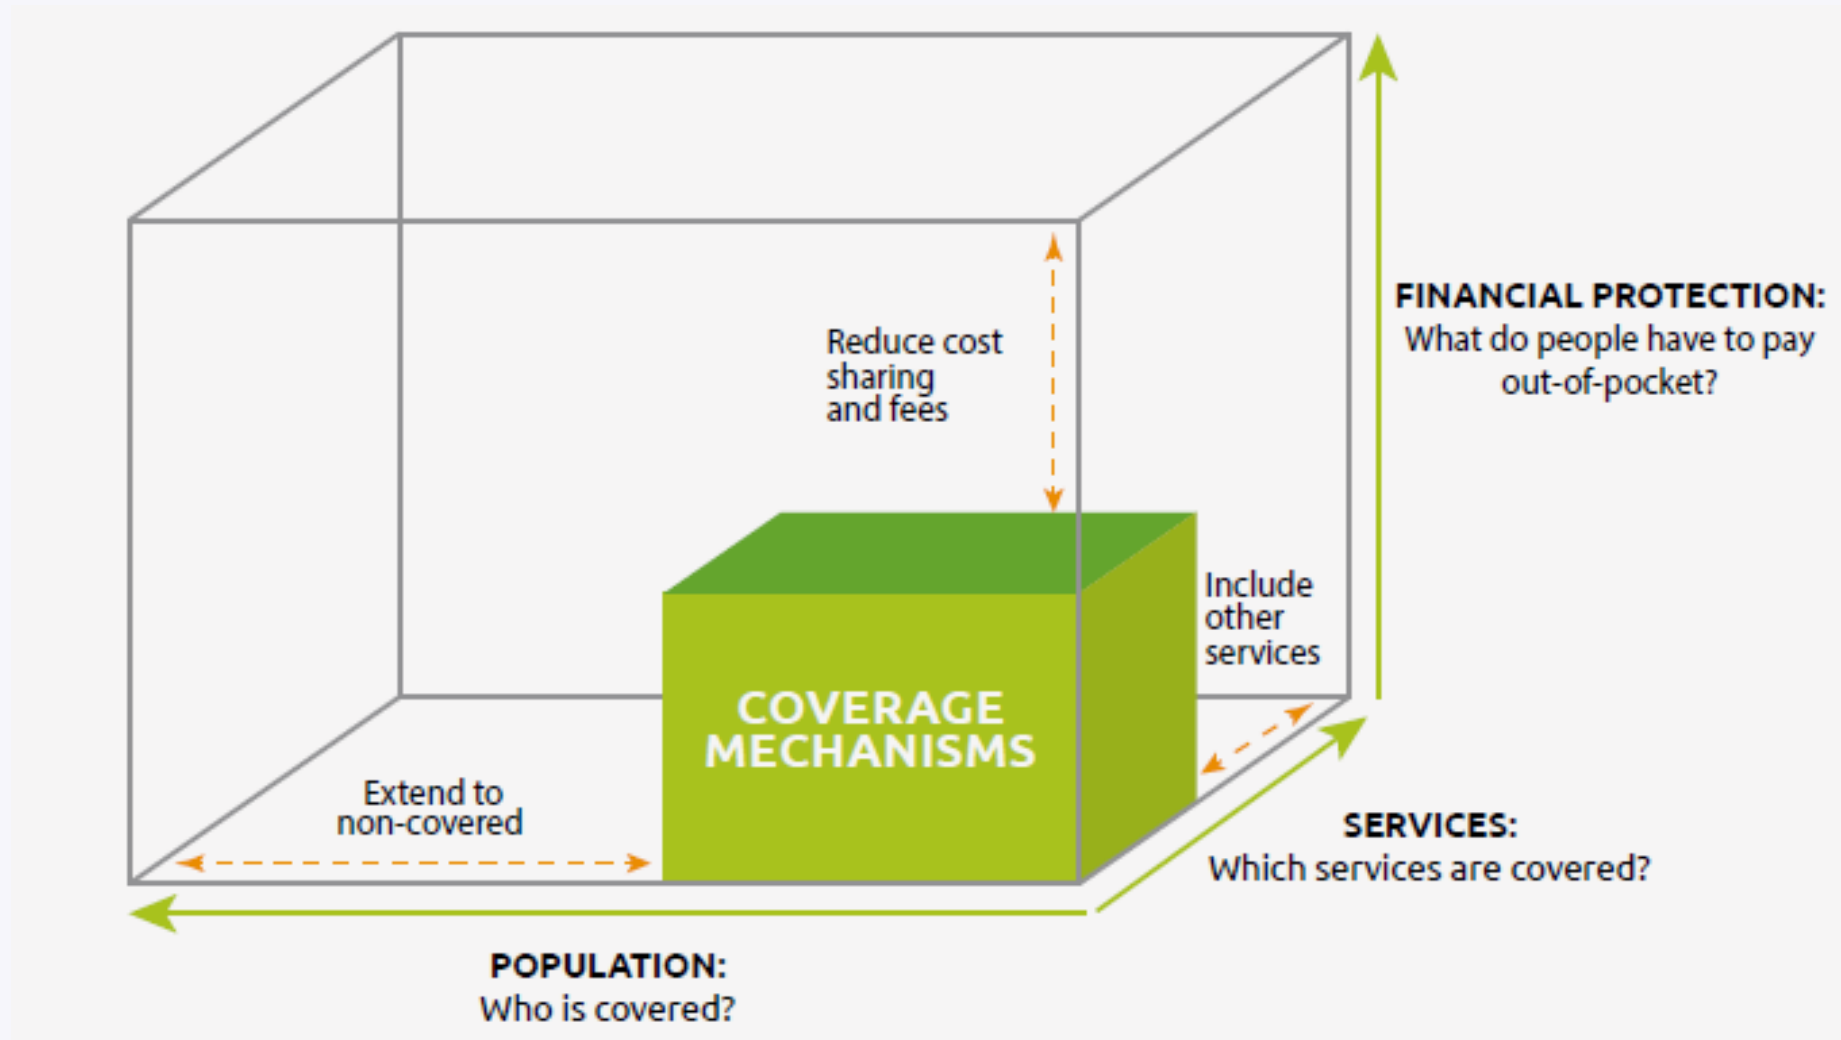 FINANCIAL PROTECTION:
What do people have to pay
out-of-pocket?
Reduce cost
sharing
and fees
Include
other
services
COVERAGE
MECHANISMS
Extend to
non-covered
SERVICES:
Which services are covered?
POPULATION:
Who is covered?